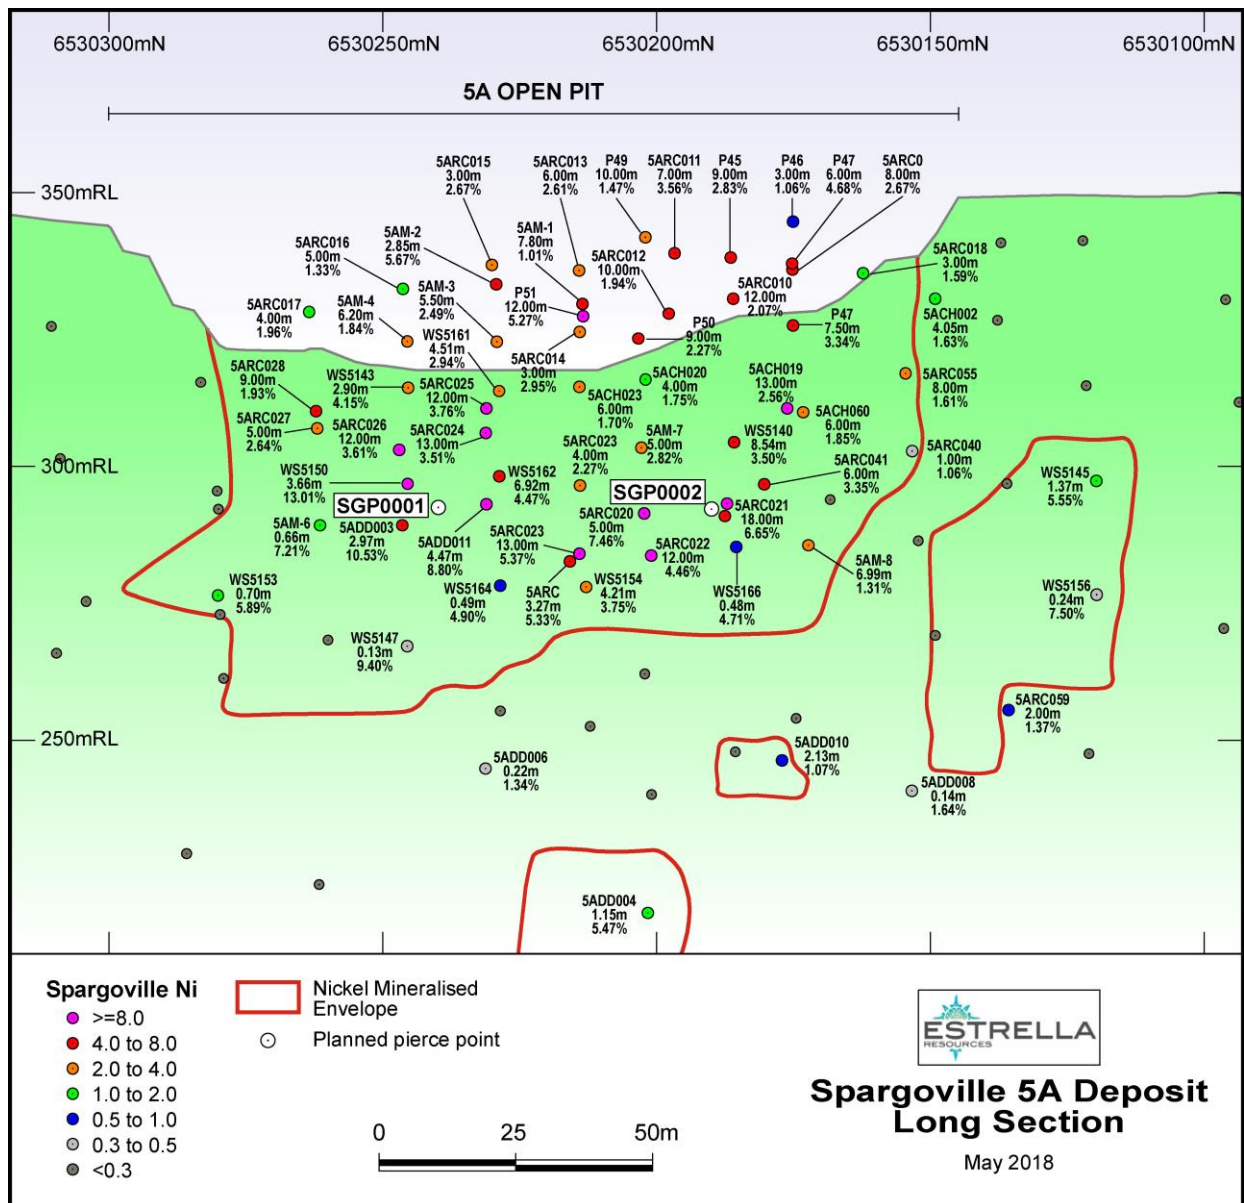 6530300mN 6530250mN 6530200mN 6530150mN 6530100mN
5A OPEN PIT
350mRL
300mRL
250mRL
5ARC015
3.00m
2.67%
5ARC013
6.00m
2.61%
P49
10.00m
1.47%
5ARC011
7.00m
3.56%
P45
9.00m
2.83%
P46
3.00m
1.06%
P47
6.00m
4.68%
5ARC0
8.00m
2.67%
5ARC016
5.00m
1.33%
5AM-2
2.85m
5.67%
5AM-1
7.80m
1.01%
5ARC012
10.00m
1.94%
5ARC018
3.00m
1.59%
5ARC017
4.00m
1.96%
5AM-4
6.20m
1.84%
5AM-3
5.50m
2.49%
P51
12.00m
5.27%
5ARC010
12.00m
2.07%
5ACH002
4.05m
1.63%
WS5161
4.51m
2.94%
5ARC014
3.00m
2.95%
P50
9.00m
2.27%
P47
7.50m
3.34%
5ARC028
9.00m
1.93%
WS5143
2.90m
4.15%
5ARC025
12.00m
3.76%
5ACH023
6.00m
1.70%
5ACH020
4.00m
1.75%
5ACH019
13.00m
2.56%
5ARC055
8.00m
1.61%
5ARC027
5.00m
2.64%
5ARC026
12.00m
3.61%
5ARC024
13.00m
3.51%
5ARC023
4.00m
2.27%
5AM-7
5.00m
2.82%
WS5140
8.54m
3.50%
5ACH060
6.00m
1.85%
5ARC040
1.00m
1.06%
WS5150
3.66m
13.01%
WS5162
6.92m
4.47%
5ARC041
6.00m
3.35%
WS5145
1.37m
5.55%
SGP0001
SGP0002
5AM-6
0.66m
7.21%
5ADD003
2.97m
10.53%
5ADD011
4.47m
8.80%
5ARC023
13.00m
5.37%
5ARC020
5.00m
7.46%
5ARC021
18.00m
6.65%
5ARC022
12.00m
4.46%
5AM-8
6.99m
1.31%
WS5153
0.70m
5.89%
WS5164
0.49m
4.90%
5ARC
3.27m
5.33%
WS5154
4.21m
3.75%
WS5166
0.48m
4.71%
WS5156
0.24m
7.50%
WS5147
0.13m
9.40%
5ARC059
2.00m
1.37%
5ADD006
0.22m
1.34%
5ADD010
2.13m
1.07%
5ADD008
0.14m
1.64%
5ADD004
1.15m
5.47%
Spargoville Ni
>=8.0
4.0 to 8.0
2.0 to 4.0
1.0 to 2.0
0.5 to 1.0
0.3 to 0.5
<0.3
Nickel Mineralised
Envelope
Planned pierce point
0 25 50m
ESTRELLA
RESOURCES
Spargoville 5A Deposit
Long Section
May 2018